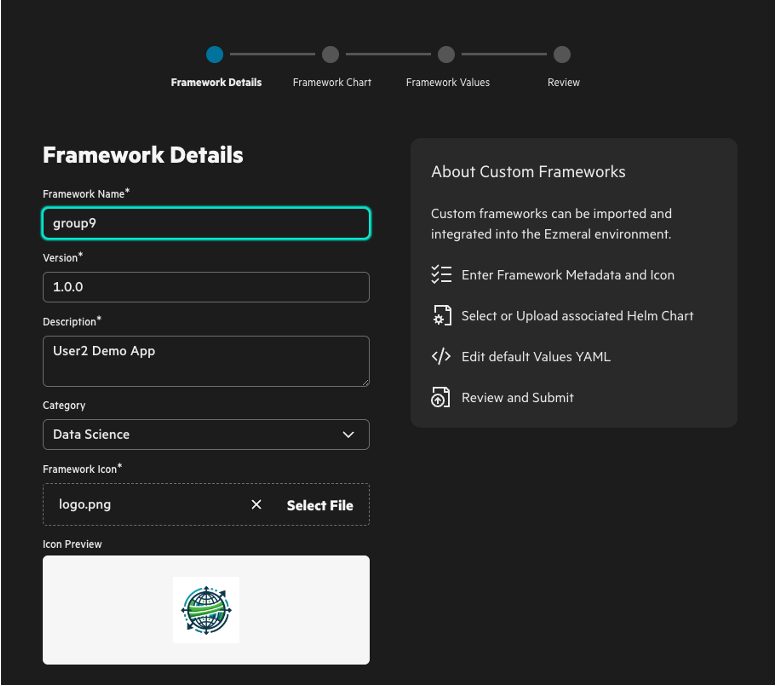 Framework Details
Framework Chart
Framework Values
Review
Framework Details
Framework Name*
group9
Version*
1.0.0
Description*
User2 Demo App
Category
Data Science
Framework Icon*
logo.png
Select File
Icon Preview
About Custom Frameworks
Custom frameworks can be imported and
integrated into the Ezmeral environment.
Enter Framework Metadata and Icon
Select or Upload associated Helm Chart
</> Edit default Values YAML
Review and Submit